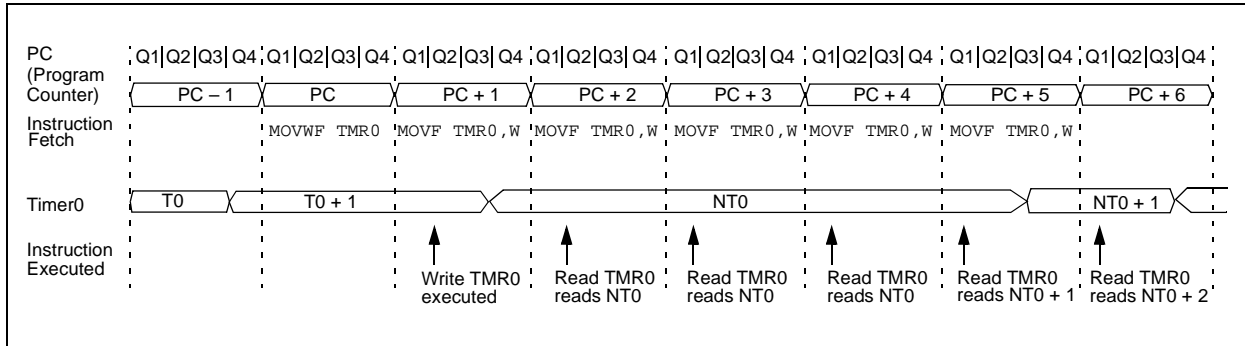 PC (Program Counter)
Q1|Q2|Q3|Q4 Q1|Q2|Q3|Q4 Q1|Q2|Q3|Q4 Q1|Q2|Q3|Q4 Q1|Q2|Q3|Q4 Q1|Q2|Q3|Q4 Q1|Q2|Q3|Q4 Q1|Q2|Q3|Q4
PC – 1 PC PC + 1 PC + 2 PC + 3 PC + 4 PC + 5 PC + 6
Instruction Fetch
MOVWF TMR0 MOVF TMR0,W MOVF TMR0,W MOVF TMR0,W MOVF TMR0,W MOVF TMR0,W
Timer0
T0 T0 + 1 NT0 NT0 + 1
Instruction Executed
Write TMR0 executed
Read TMR0 reads NT0
Read TMR0 reads NT0
Read TMR0 reads NT0
Read TMR0 reads NT0 + 1
Read TMR0 reads NT0 + 2